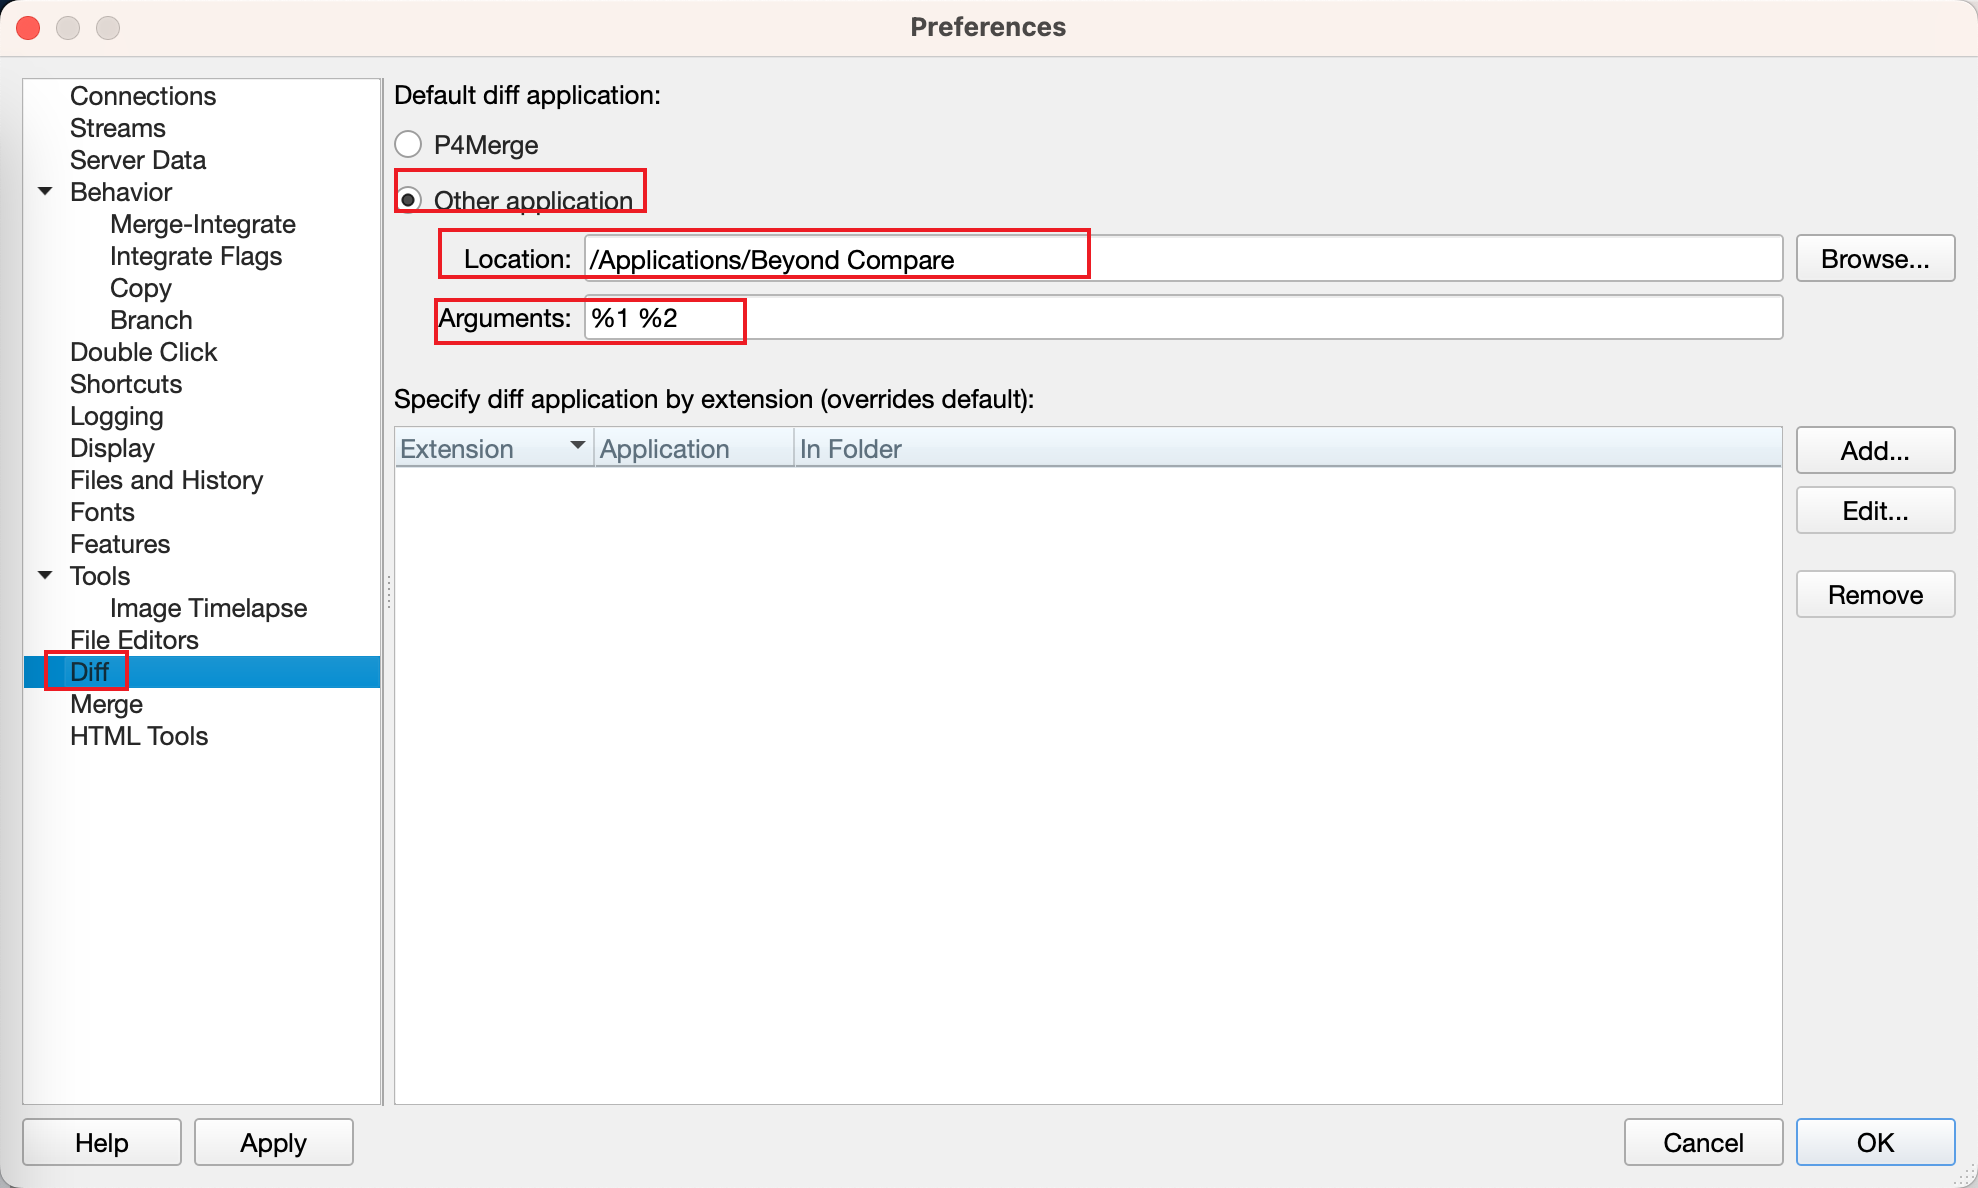 Preferences
Connections
Streams
Server Data
Behavior
Merge-Integrate
Integrate Flags
Copy
Branch
Double Click
Shortcuts
Logging
Display
Files and History
Fonts
Features
Tools
Image Timelapse
File Editors
Diff
Merge
HTML Tools
Default diff application:
P4Merge
Other application
Location: /Applications/Beyond Compare Browse...
Arguments: %1 %2
Specify diff application by extension (overrides default):
Extension Application In Folder
Add...
Edit...
Remove
Help Apply Cancel OK